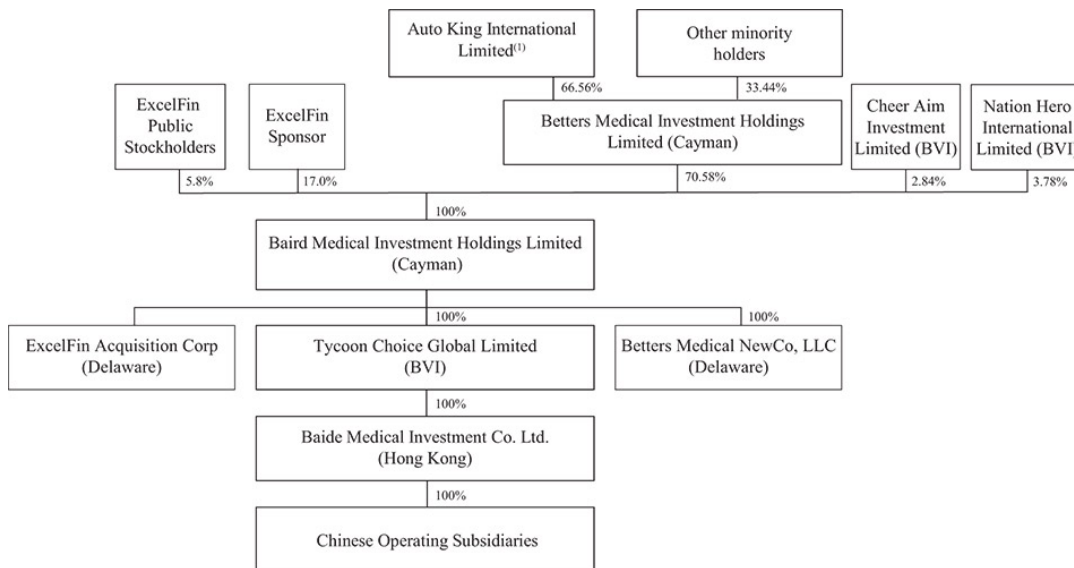 Auto King International
Limited(1)
Other minority
holders
66.56%
33.44%
ExcelFin
Public
Stockholders
ExcelFin
Sponsor
Betters Medical Investment Holdings
Limited (Cayman)
Cheer Aim
Investment
Limited (BVI)
Nation Hero
International
Limited (BVI)
5.8%
17.0%
70.58%
2.84%
3.78%
100%
Baird Medical Investment Holdings Limited
(Cayman)
100%
100%
ExcelFin Acquisition Corp
(Delaware)
Tycoon Choice Global Limited
(BVI)
Betters Medical NewCo, LLC
(Delaware)
100%
Baide Medical Investment Co. Ltd.
(Hong Kong)
100%
Chinese Operating Subsidiaries